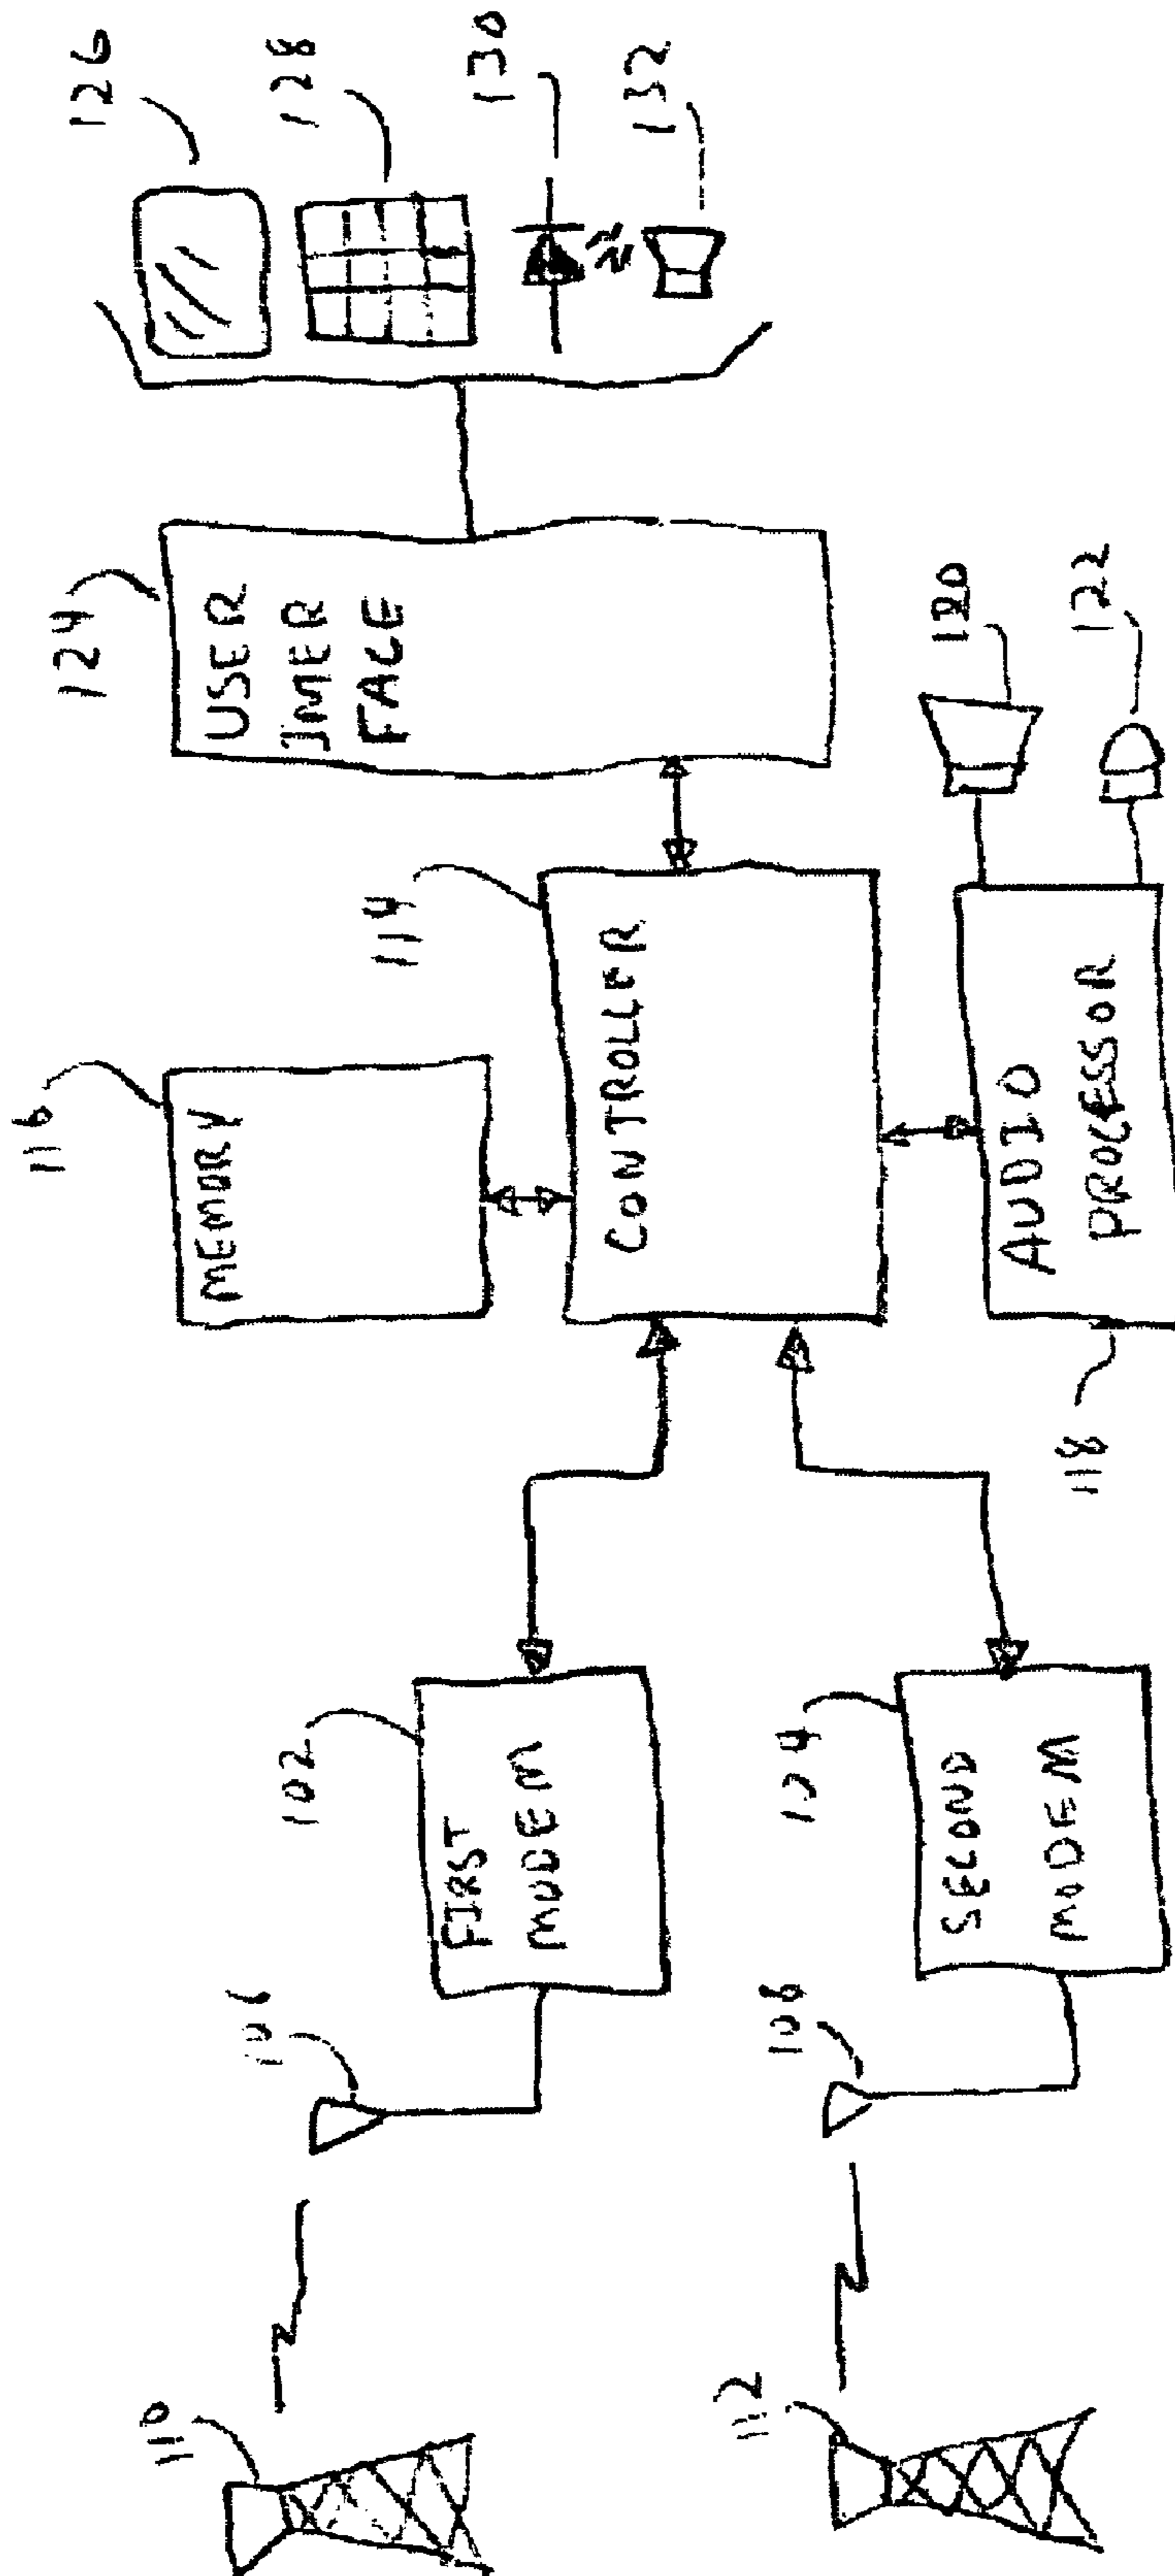 116
MEMORY
124
USER
INTER
FACE
126
128
130
132
114
CONTROLLER
110
106
102
FIRST
MODEM
112
108
104
SECOND
MODEM
118
AUDIO
PROCESSOR
120
122